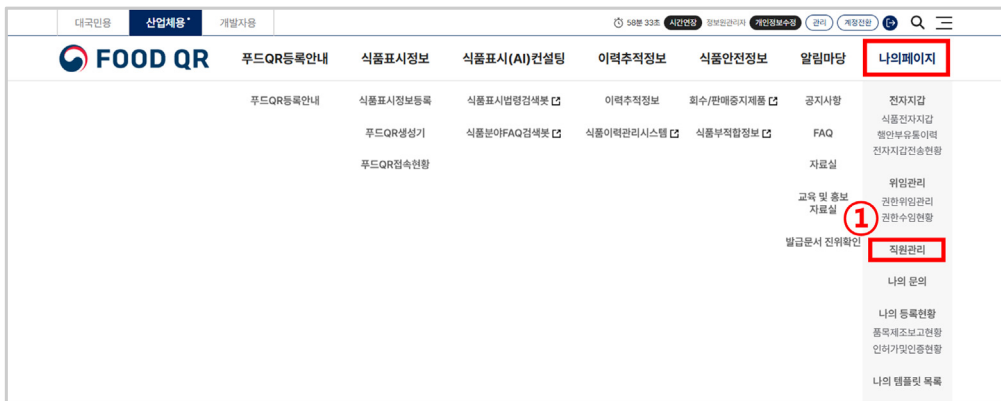 대국민용 산업체용 개발자용
58분 33초 시간연장 정보원관리자 개인정보수정 관리 계정전환
FOOD QR 푸드QR등록안내 식품표시정보 식품표시(AI)컨설팅 이력추적정보 식품안전정보 알림마당 나의페이지
푸드QR등록안내 식품표시정보등록 식품표시법령검색봇 이력추적정보 회수/판매중지제품 공지사항 전자지갑
식품전자지갑
푸드QR생성기 식품분야FAQ검색봇 식품이력관리시스템 식품부적합정보 FAQ 행안부유통이력
전자지갑전송현황
푸드QR접속현황 자료실
위임관리
교육 및 홍보 권한위임관리
자료실 ① 권한수임현황
발급문서 진위확인 직원관리
나의 문의
나의 등록현황
품목제조보고현황
인허가및인증현황
나의 템플릿 목록